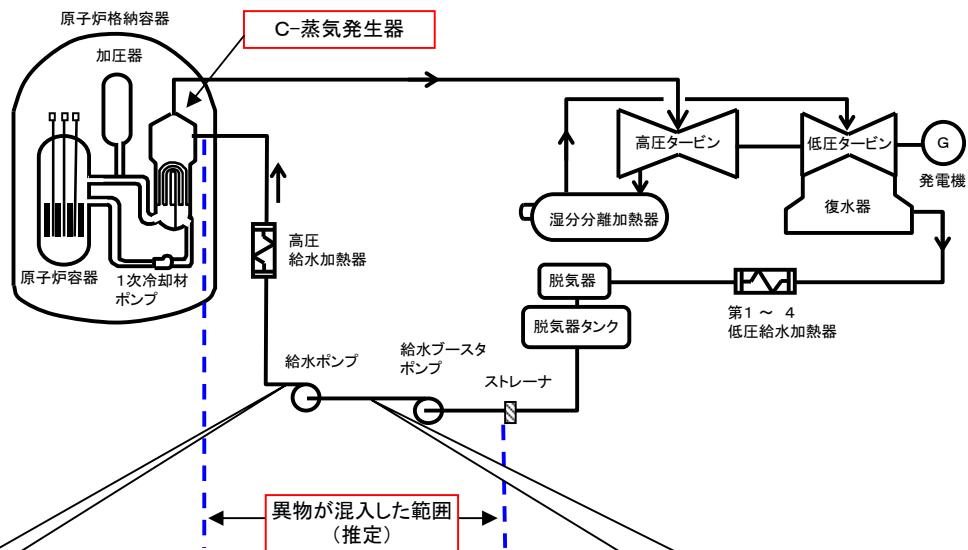 原子炉格納容器
C-蒸気発生器
加圧器
高圧タービン
低圧タービン
G
発電機
湿分分離加熱器
復水器
高圧
給水加熱器
原子炉容器
1次冷却材
ポンプ
脱気器
脱気器タンク
第1 ~ 4
低圧給水加熱器
給水ポンプ
給水ブースタ
ポンプ
ストレーナ
異物が混入した範囲
(推定)